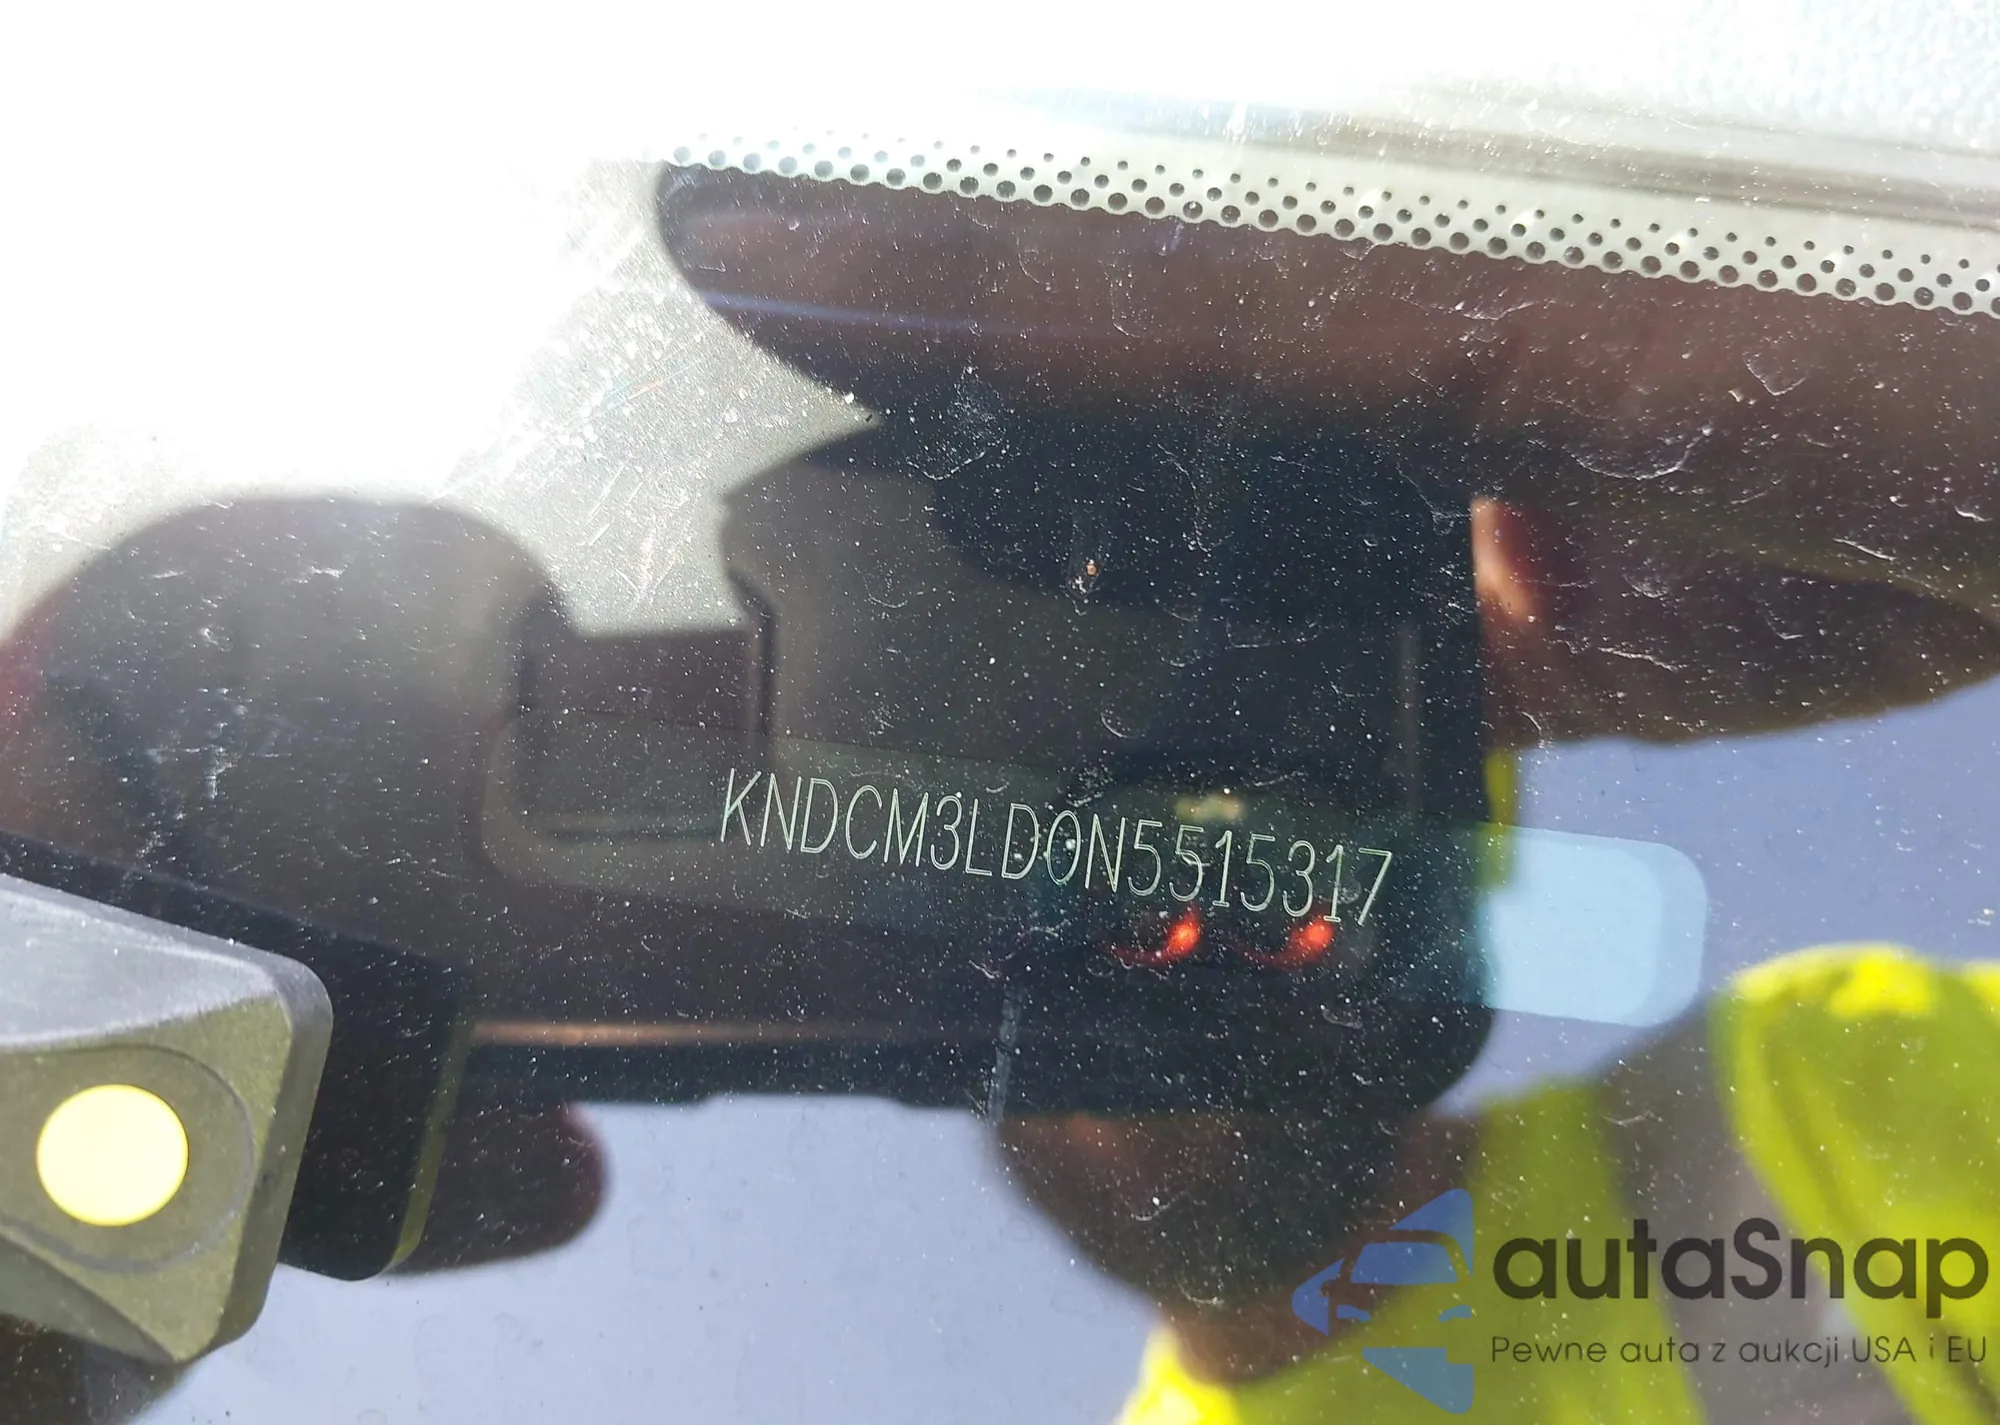 KNDCM3LD0N5515317
autaSnap
Pewne auta z aukcji USA i EU